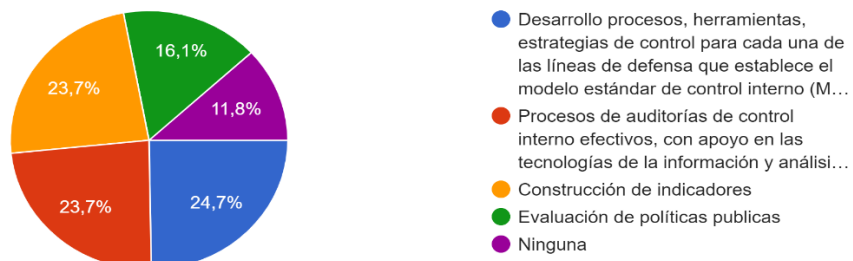 16,1%
23,7%
11,8%
23,7%
24,7%
Desarrollo procesos, herramientas,
estrategias de control para cada una de
las líneas de defensa que establece el
modelo estándar de control interno (M…
Procesos de auditorías de control
interno efectivos, con apoyo en las
tecnologías de la información y análisi…
Construcción de indicadores
Evaluación de políticas publicas
Ninguna